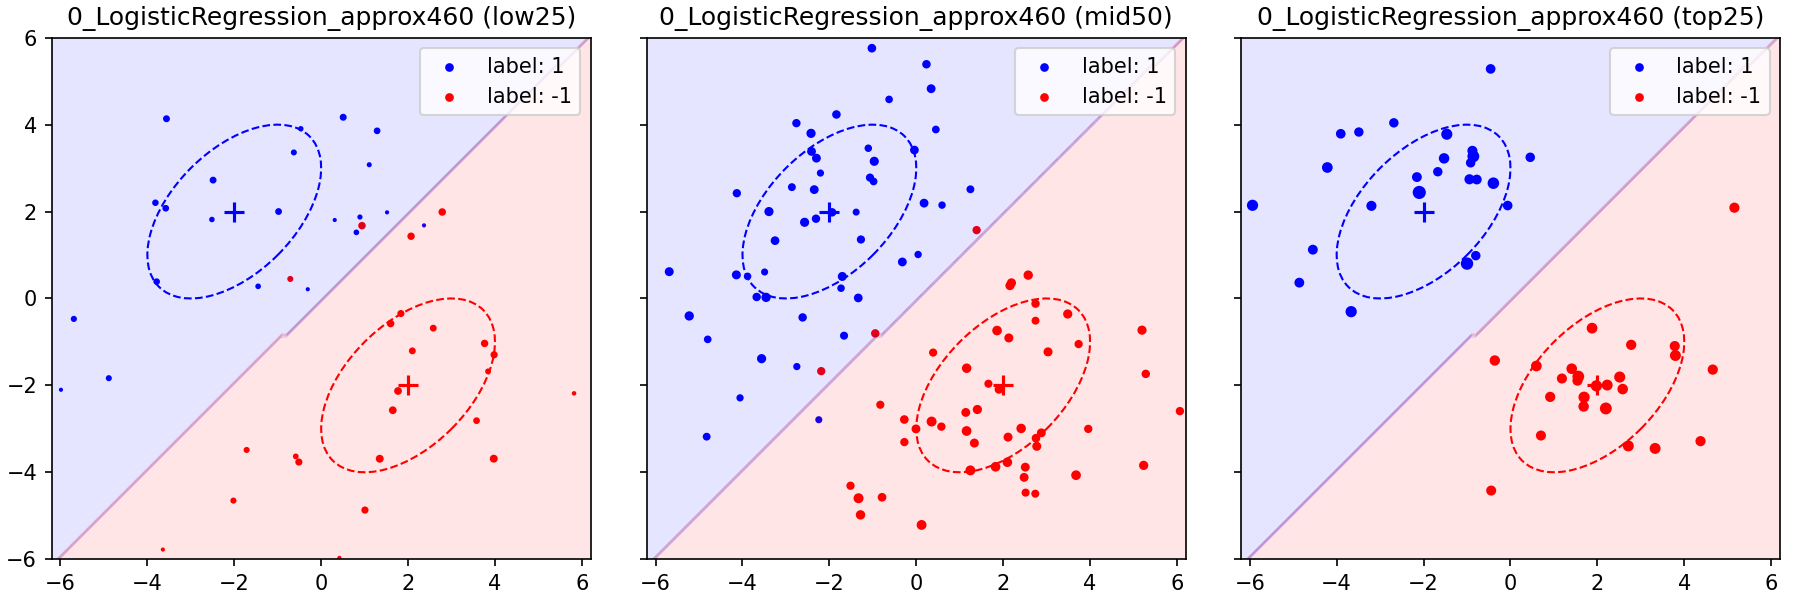 0_LogisticRegression_approx460 (low25)
label: 1
label: -1
6
4
2
0
−2
−4
−6
−6 −4 −2 0 2 4 6
0_LogisticRegression_approx460 (mid50)
label: 1
label: -1
−6 −4 −2 0 2 4 6
0_LogisticRegression_approx460 (top25)
label: 1
label: -1
−6 −4 −2 0 2 4 6